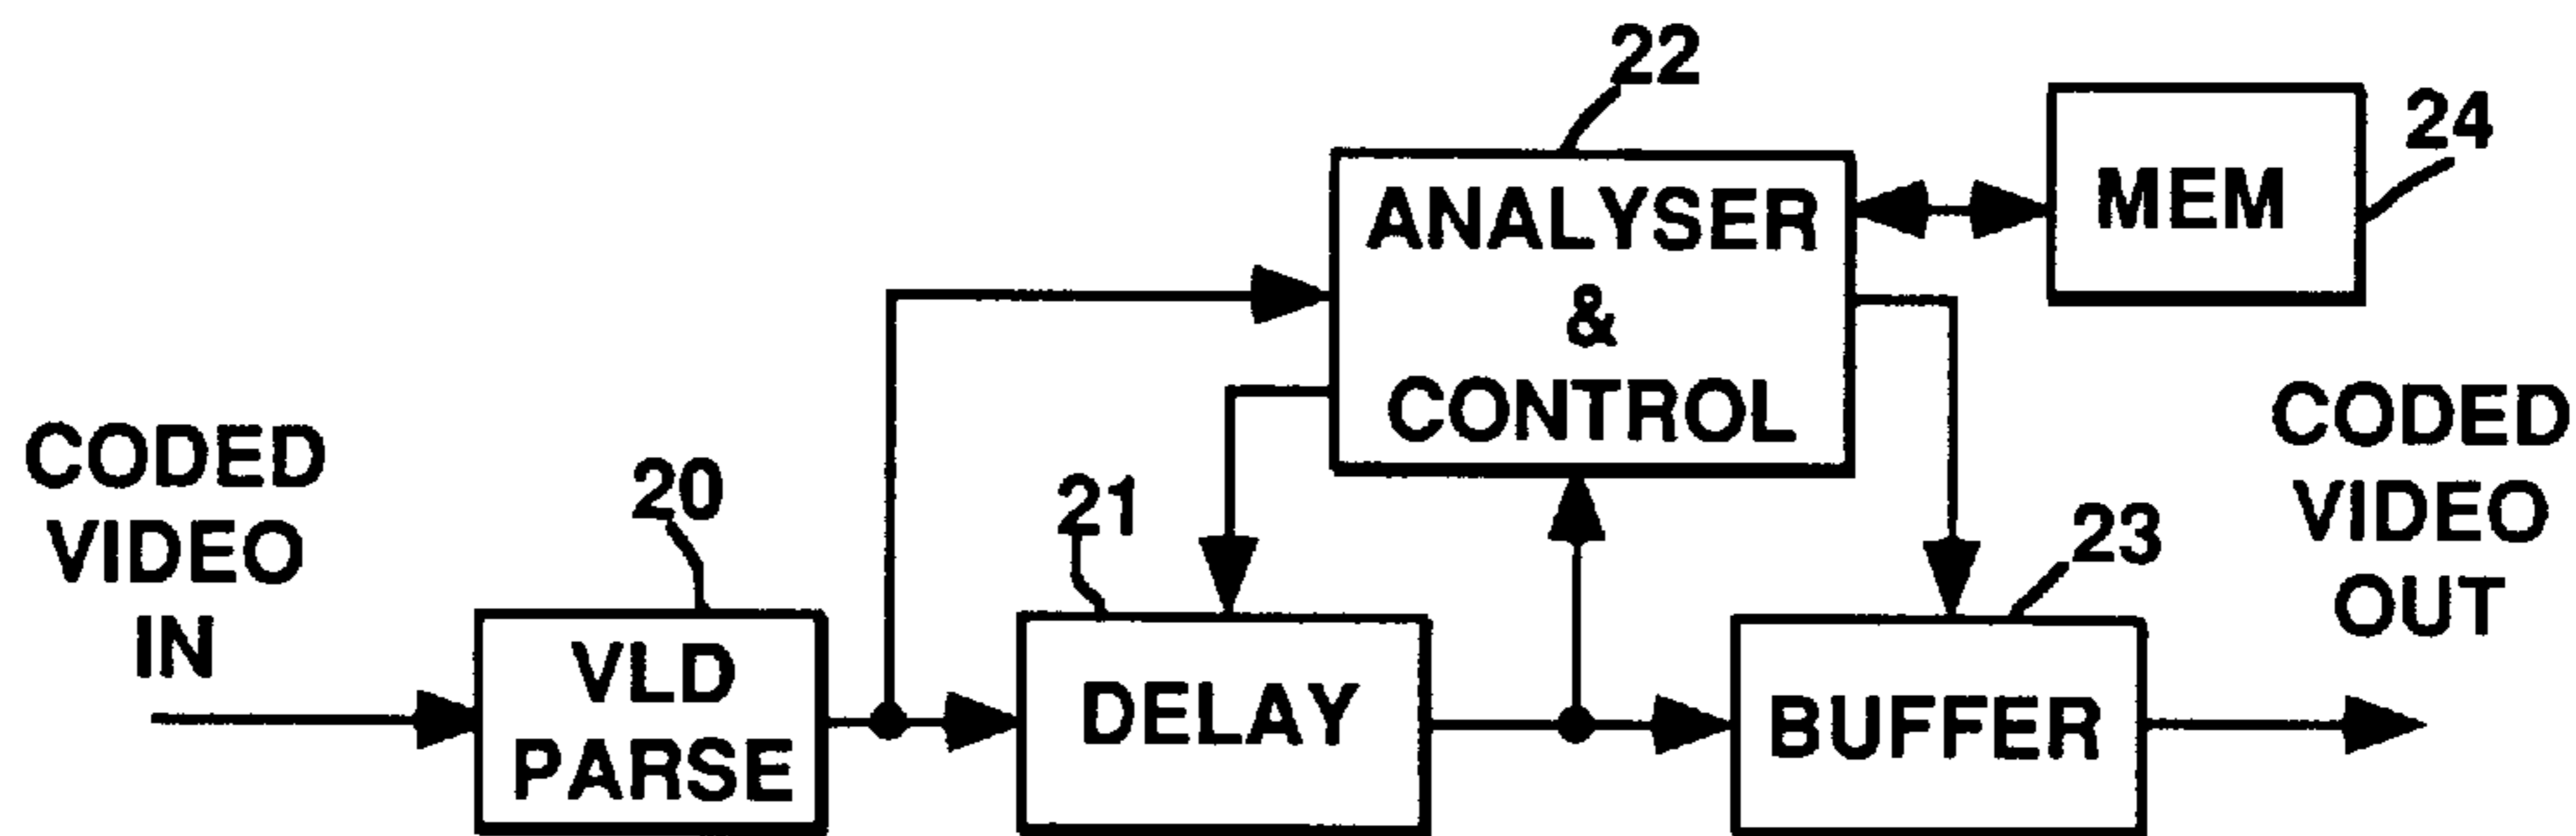 22
24
MEM
ANALYSER
&
CONTROL
CODED
VIDEO
IN
20
VLD
PARSE
21
DELAY
23
BUFFER
CODED
VIDEO
OUT